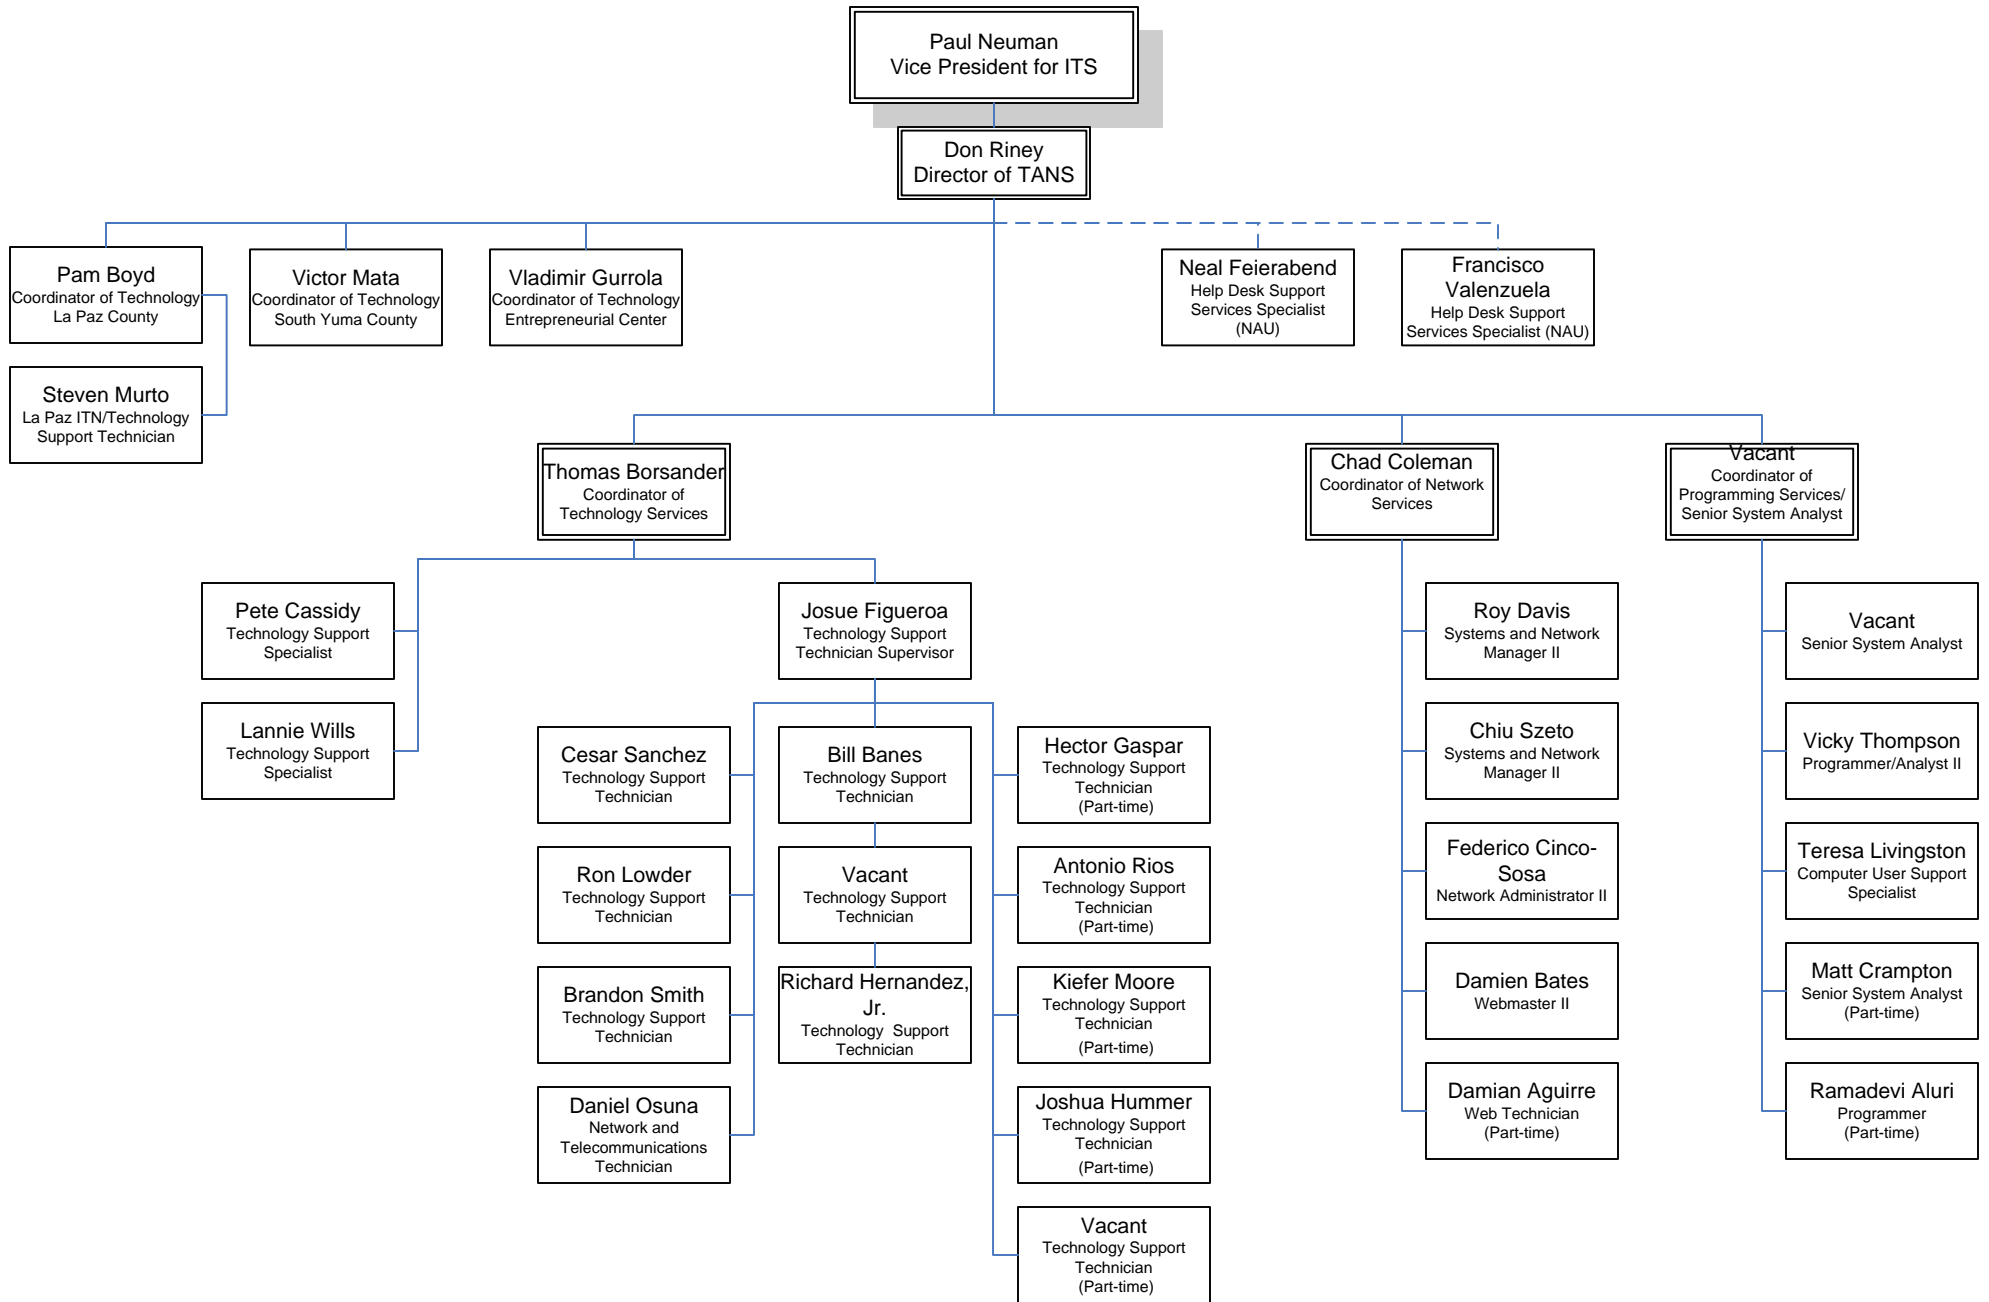 Paul Neuman
Vice President for ITS
Don Riney
Director of TANS
Pam Boyd
Coordinator of Technology
La Paz County
Victor Mata
Coordinator of Technology
South Yuma County
Vladimir Gurrola
Coordinator of Technology
Entrepreneurial Center
Neal Feierabend
Help Desk Support
Services Specialist
(NAU)
Francisco
Valenzuela
Help Desk Support
Services Specialist (NAU)
Steven Murto
La Paz ITN/Technology
Support Technician
Thomas Borsander
Coordinator of
Technology Services
Chad Coleman
Coordinator of Network
Services
Vacant
Coordinator of
Programming Services/
Senior System Analyst
Pete Cassidy
Technology Support
Specialist
Lannie Wills
Technology Support
Specialist
Josue Figueroa
Technology Support
Technician Supervisor
Cesar Sanchez
Technology Support
Technician
Ron Lowder
Technology Support
Technician
Brandon Smith
Technology Support
Technician
Daniel Osuna
Network and
Telecommunications
Technician
Bill Banes
Technology Support
Technician
Vacant
Technology Support
Technician
Richard Hernandez,
Jr.
Technology Support
Technician
Hector Gaspar
Technology Support
Technician
(Part-time)
Antonio Rios
Technology Support
Technician
(Part-time)
Kiefer Moore
Technology Support
Technician
(Part-time)
Joshua Hummer
Technology Support
Technician
(Part-time)
Vacant
Technology Support
Technician
(Part-time)
Roy Davis
Systems and Network
Manager II
Chiu Szeto
Systems and Network
Manager II
Federico Cinco-
Sosa
Network Administrator II
Damien Bates
Webmaster II
Damian Aguirre
Web Technician
(Part-time)
Vacant
Senior System Analyst
Vicky Thompson
Programmer/Analyst II
Teresa Livingston
Computer User Support
Specialist
Matt Crampton
Senior System Analyst
(Part-time)
Ramadevi Aluri
Programmer
(Part-time)